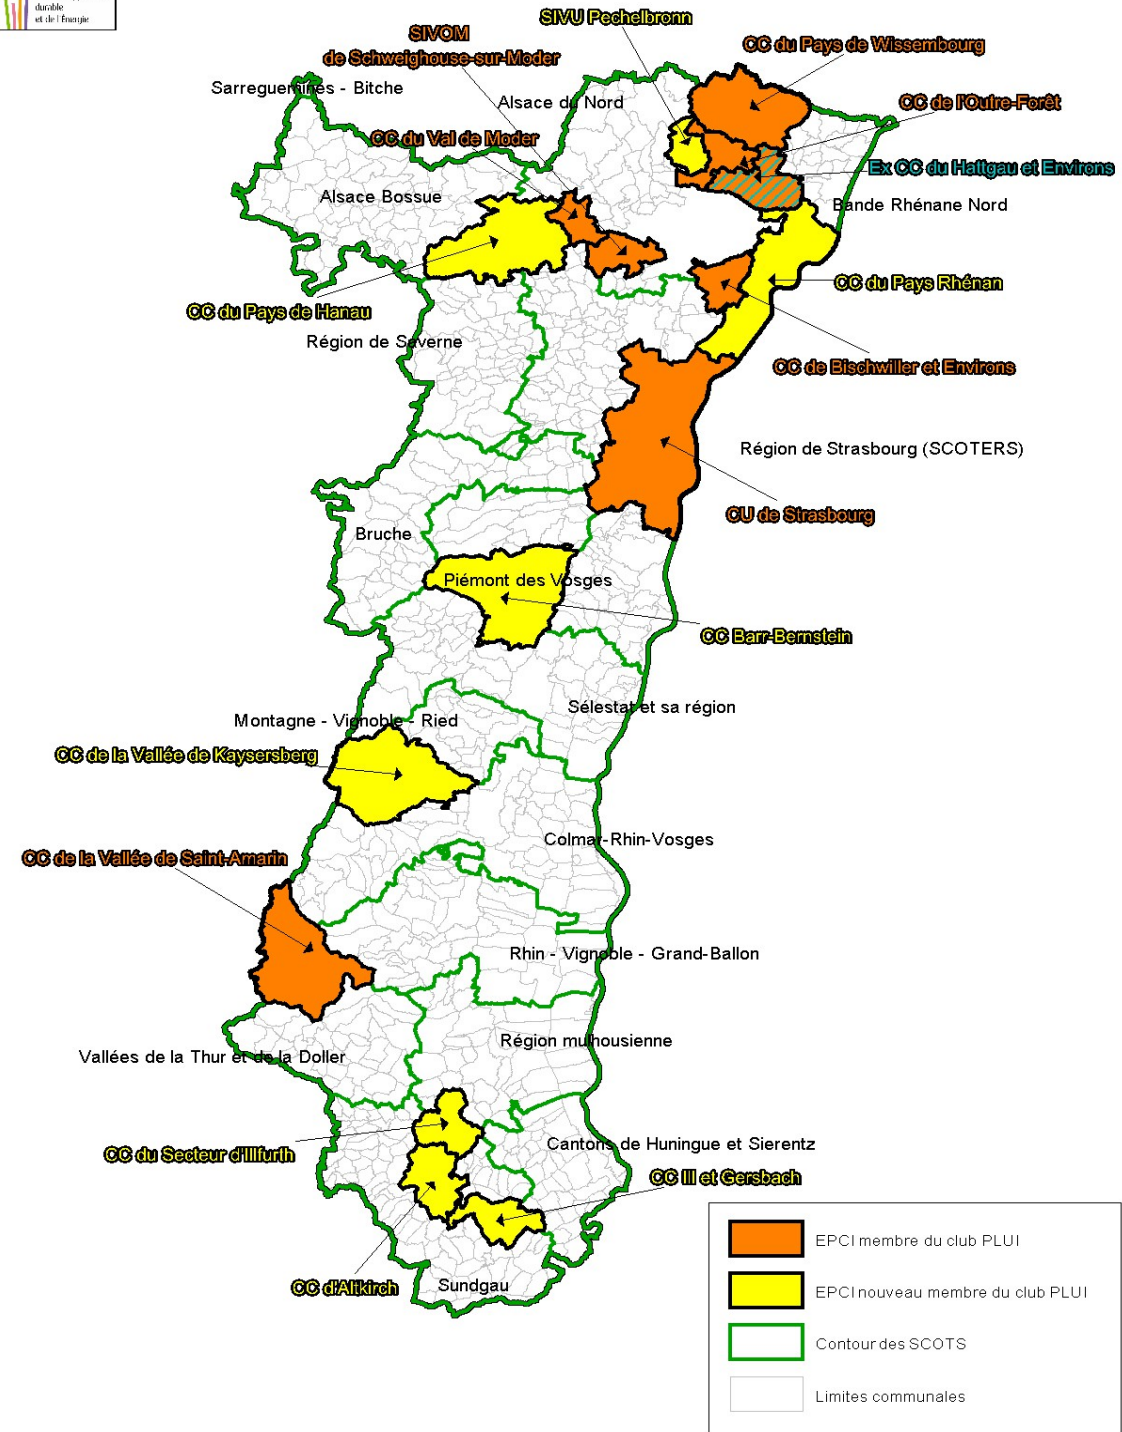 durable
et de l'Énergie
SIVU Pechelbronn
SIVOM
de Schweighouse-sur-Moder
CC du Pays de Wissembourg
Sarreguemines - Bitche
Alsace du Nord
CC de l'Outre-Forêt
CC du Val de Moder
Ex CC du Hattgau et Environs
Alsace Bossue
Bande Rhénane Nord
CC du Pays Rhénan
CC du Pays de Hanau
Région de Saverne
CC de Bischwiller et Environs
Région de Strasbourg (SCOTERS)
CU de Strasbourg
Bruche
Piémont des Vosges
CC Barr-Bernstein
Sélestat et sa région
Montagne - Vignoble - Ried
CC de la Vallée de Kaysersberg
Colmar-Rhin-Vosges
CC de la Vallée de Saint-Amarin
Rhin - Vignoble - Grand-Ballon
Région mulhousienne
Vallées de la Thur et de la Doller
Cantons de Huningue et Sierentz
CC du Secteur d'Illfurth
CC Ill et Gersbach
CC d'Altkirch
Sundgau
EPCI membre du club PLUI
EPCI nouveau membre du club PLUI
Contour des SCOTS
Limites communales